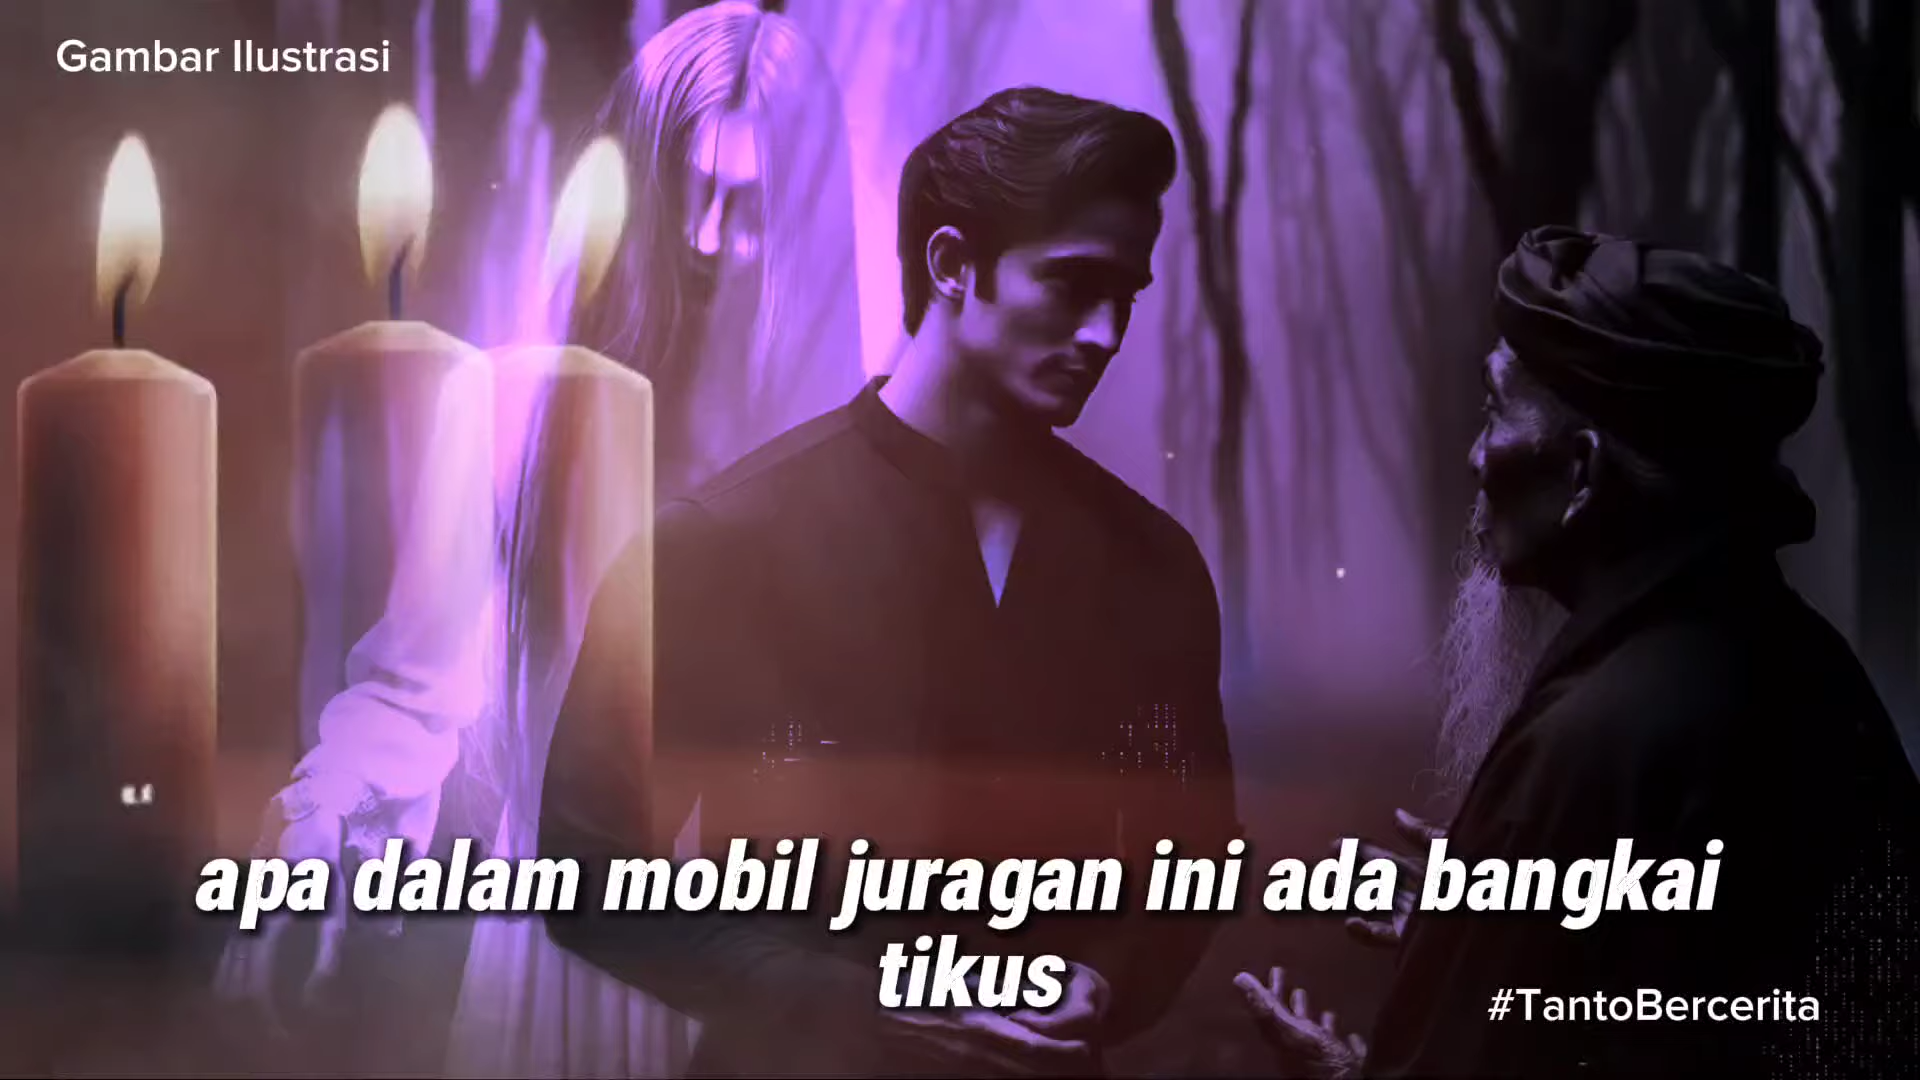 Gambar Ilustrasi
apa dalam mobil juragan ini ada bangkai
tikus
#TantoBercerita